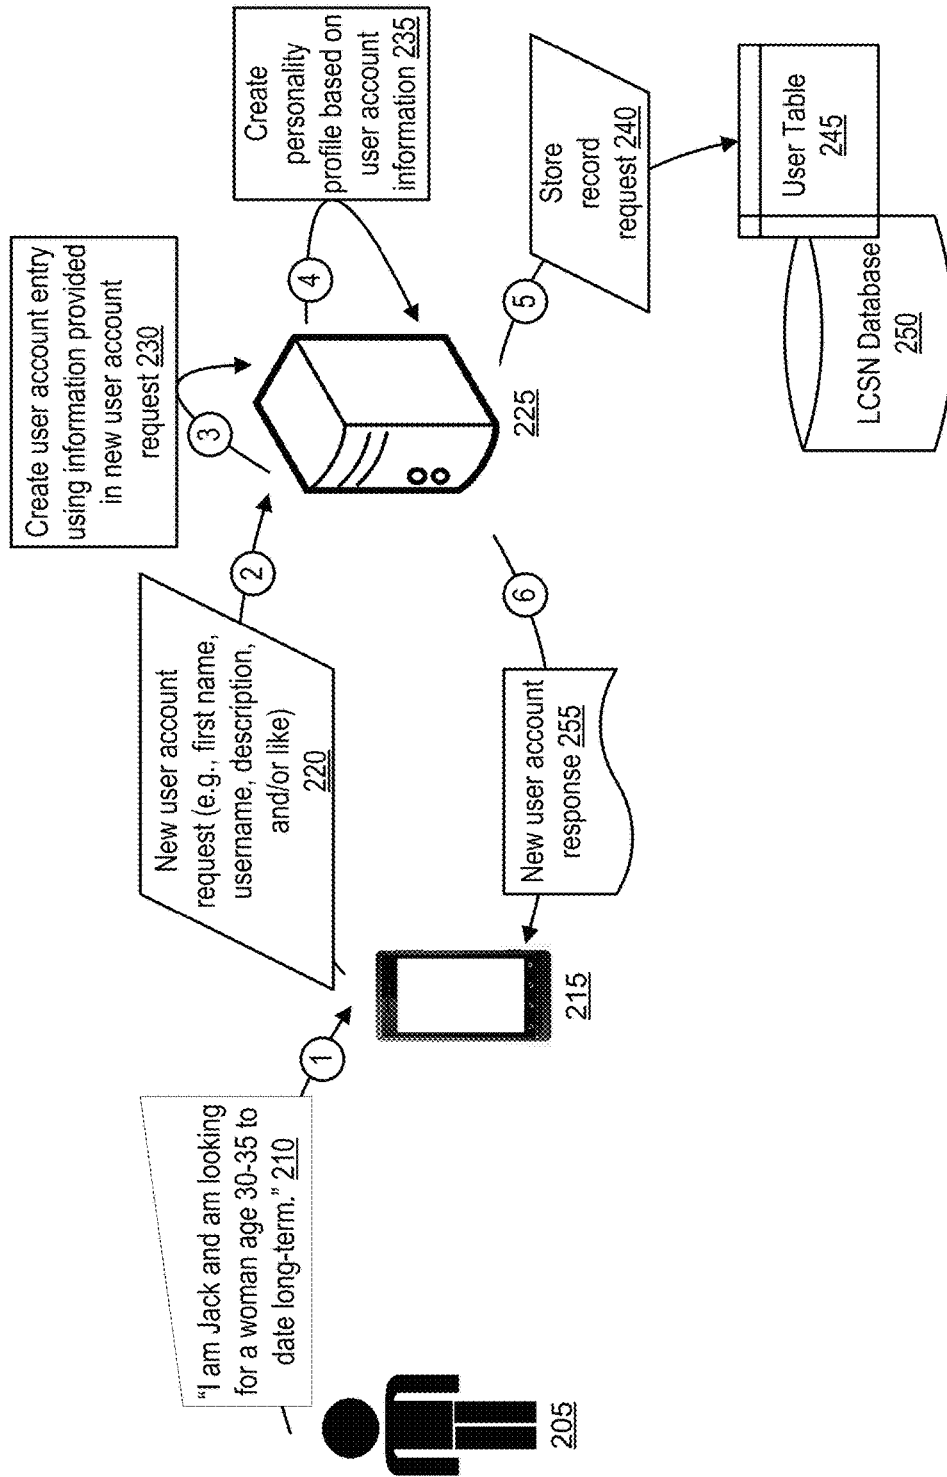 "I am Jack and am looking
for a woman age 30-35 to
date long-term." 210
205
1
215
New user account
request (e.g., first name,
username, description,
and/or like)
220
2
Create user account entry
using information provided
in new user account
request 230
3
225
4
Create
personality
profile based on
user account
information 235
5
Store
record
request 240
User Table
245
LCSN Database
250
6
New user account
response 255